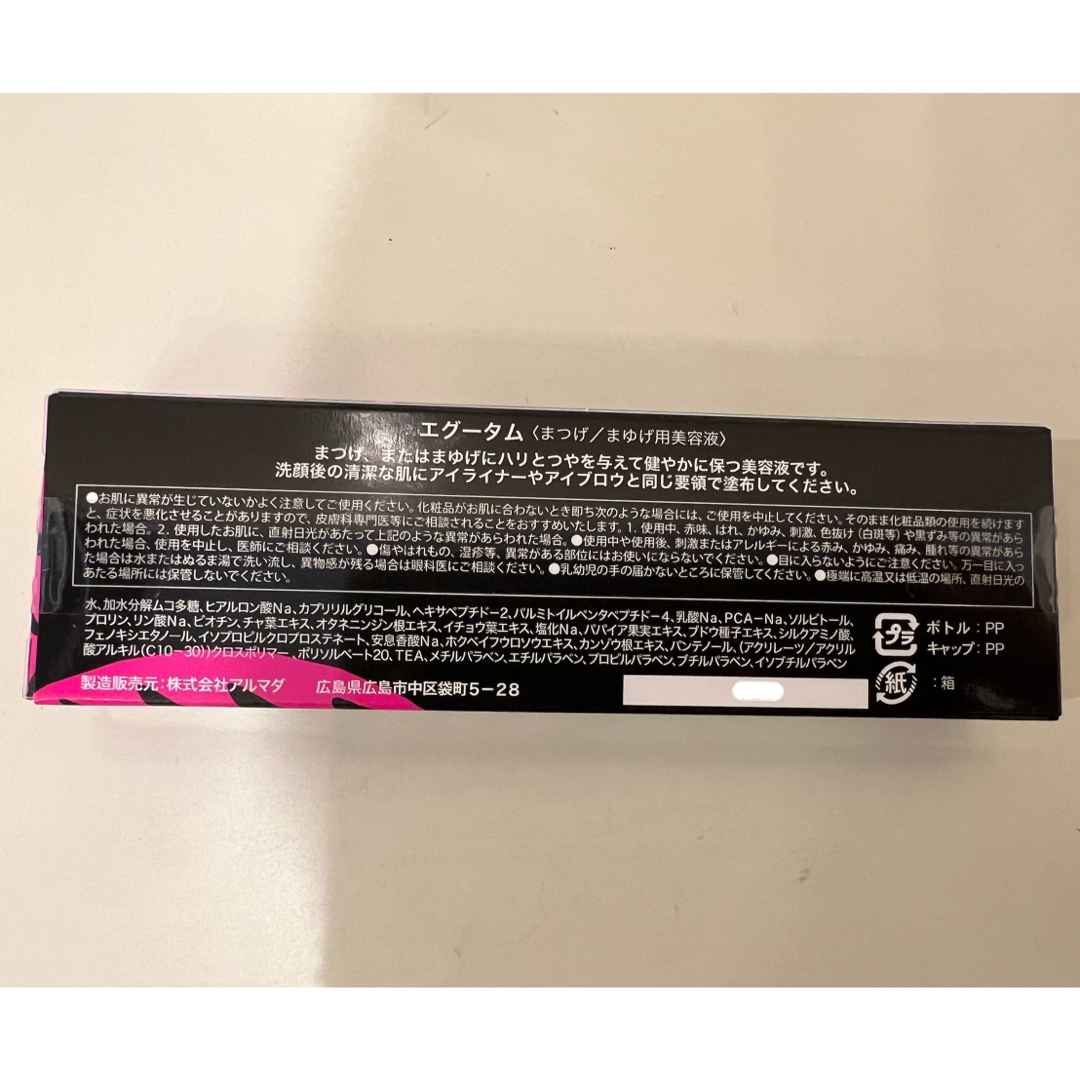 エグータム〈まつげ/まゆげ用美容液〉
まつげ、またはまゆげにハリとつやを与えて健やかに保つ美容液です。
洗顔後の清潔な肌にアイライナーやアイブロウと同じ要領で塗布してください。
●お肌に異常が生じていないかよく注意してご使用ください。化粧品がお肌に合わないとき即ち次のような場合には、ご使用を中止してください。そのまま化粧品類の使用を続けます
と、症状を悪化させることがありますので、皮膚科専門医等にご相談されることをおすすめいたします。1. 使用中、赤味、はれ、かゆみ、刺激、色抜け(白斑等)や黒ずみ等の異常があら
われた場合。2. 使用したお肌に、直射日光があたって上記のような異常があらわれた場合。●使用中や使用後、刺激またはアレルギーによる赤み、かゆみ、痛み、腫れ等の異常があら
われた場合、使用を中止し、医師にご相談ください。●傷やはれもの、湿疹等、異常がある部位にはお使いにならないでください。●目に入らないようにご注意ください。万一目に入っ
た場合は水またはぬるま湯で洗い流し、異物感が残る場合は眼科医にご相談ください。●乳幼児の手の届かないところに保管してください。●極端に高温又は低温の場所、直射日光の
あたる場所には保管しないでください。
水、加水分解ムコ多糖、ヒアルロン酸Na、カプリリルグリコール、ヘキサペプチド-2、パルミトイルペンタペプチド-4、乳酸Na、PCA-Na、ソルビトール、
プロリン、リン酸Na、ビオチン、チャ葉エキス、オタネニンジン根エキス、イチョウ葉エキス、塩化Na、パパイア果実エキス、ブドウ種子エキス、シルクアミノ酸、
フェノキシエタノール、イソプロピルクロプロステネート、安息香酸Na、ホクベイフウロソウエキス、カンゾウ根エキス、パンテノール、(アクリレーツ/アクリル
酸アルキル(C10-30))クロスポリマー、ポリソルベート20、TEA、メチルパラベン、エチルパラベン、プロピルパラベン、ブチルパラベン、イソブチルパラベン
プラ ボトル:PP
キャップ:PP
紙 :箱
製造販売元:株式会社アルマダ 広島県広島市中区袋町5-28